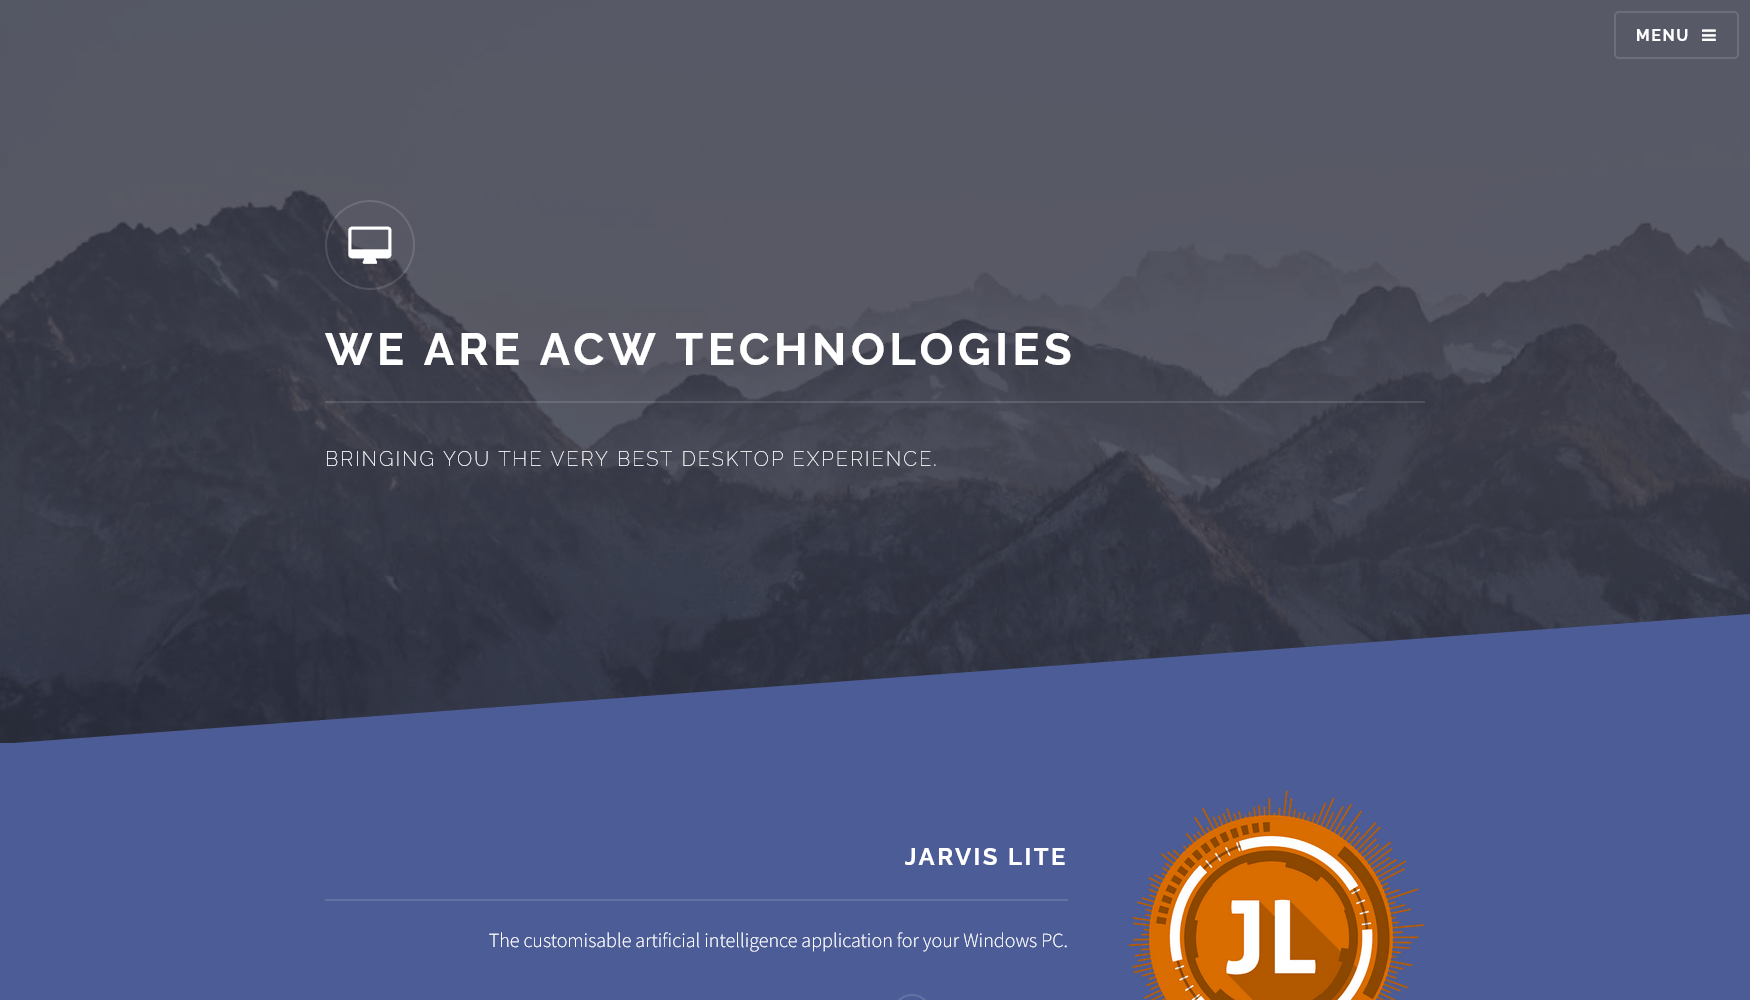 MENU
WE ARE ACW TECHNOLOGIES
BRINGING YOU THE VERY BEST DESKTOP EXPERIENCE.
JARVIS LITE
The customisable artificial intelligence application for your Windows PC.
JL